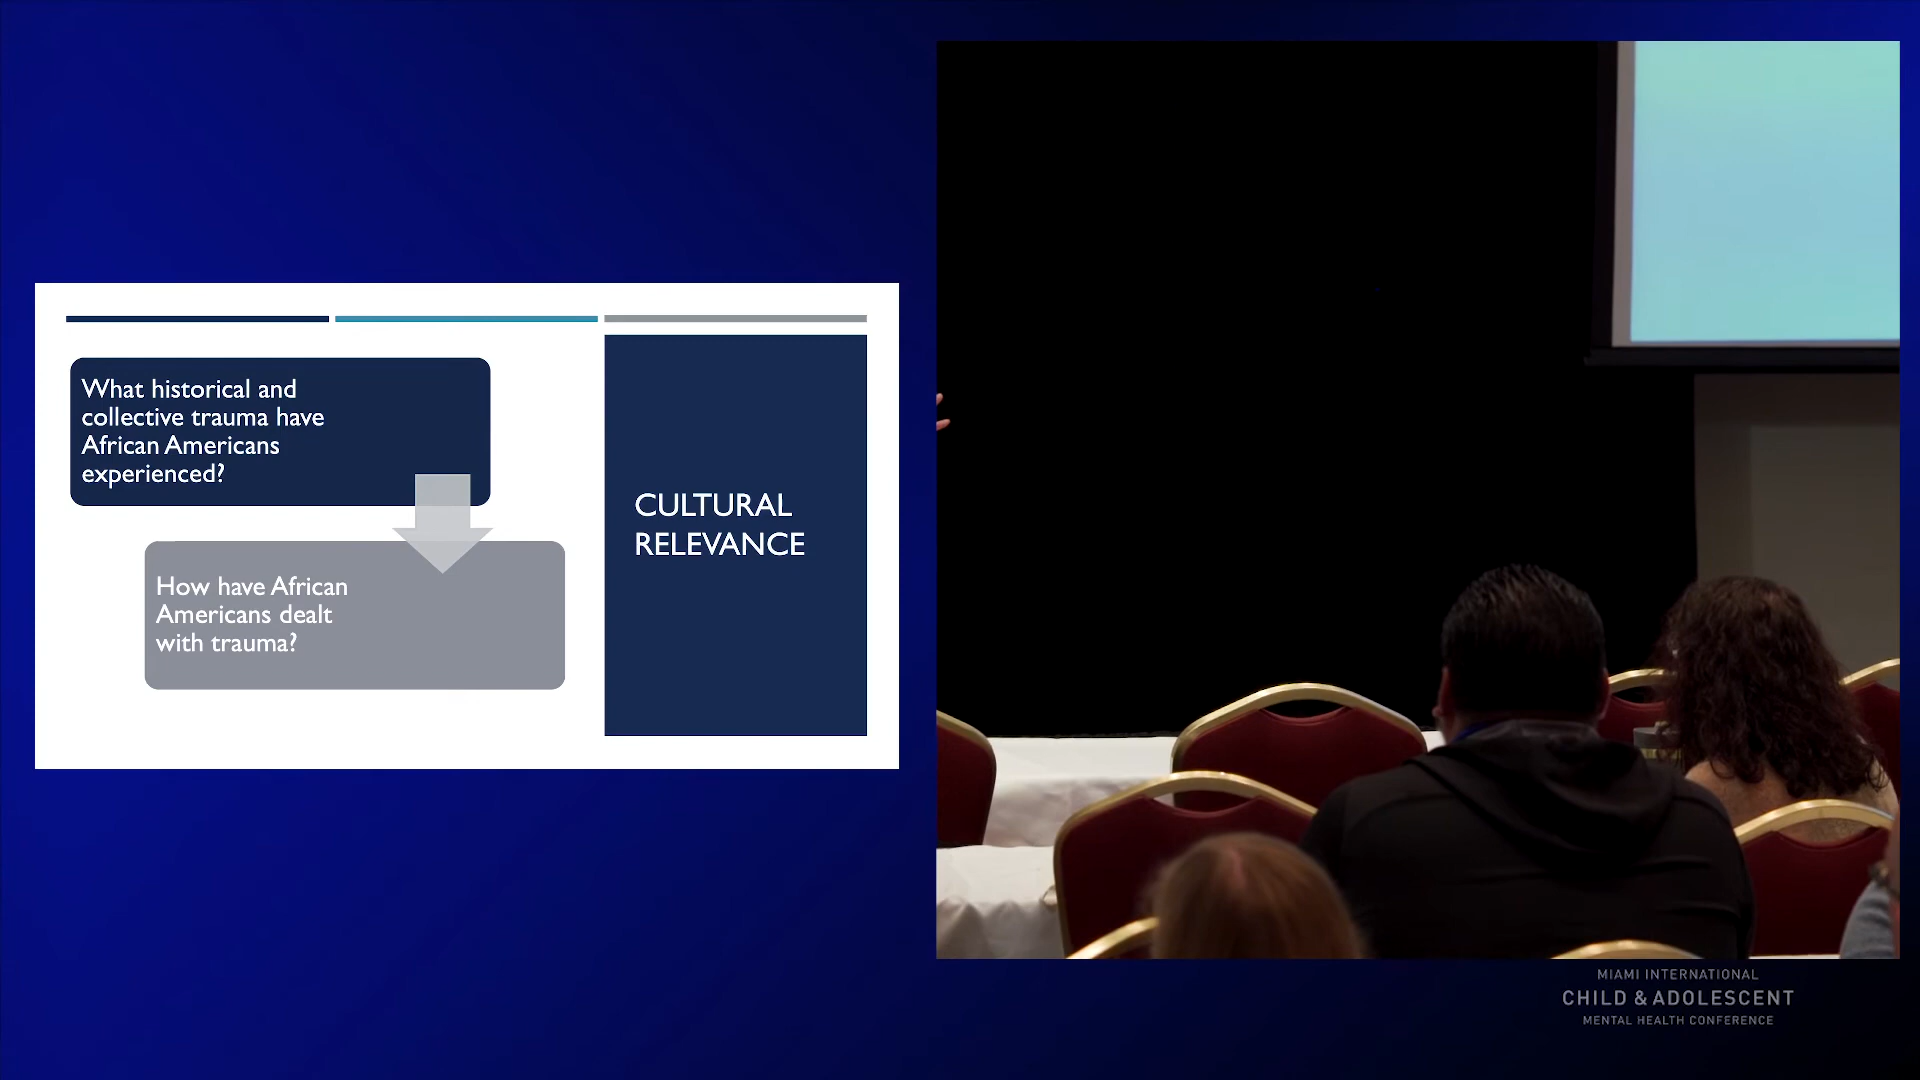 What historical and
collective trauma have
African Americans
experienced?
How have African
Americans dealt
with trauma?
CULTURAL
RELEVANCE
MIAMI INTERNATIONAL
CHILD & ADOLESCENT
MENTAL HEALTH CONFERENCE